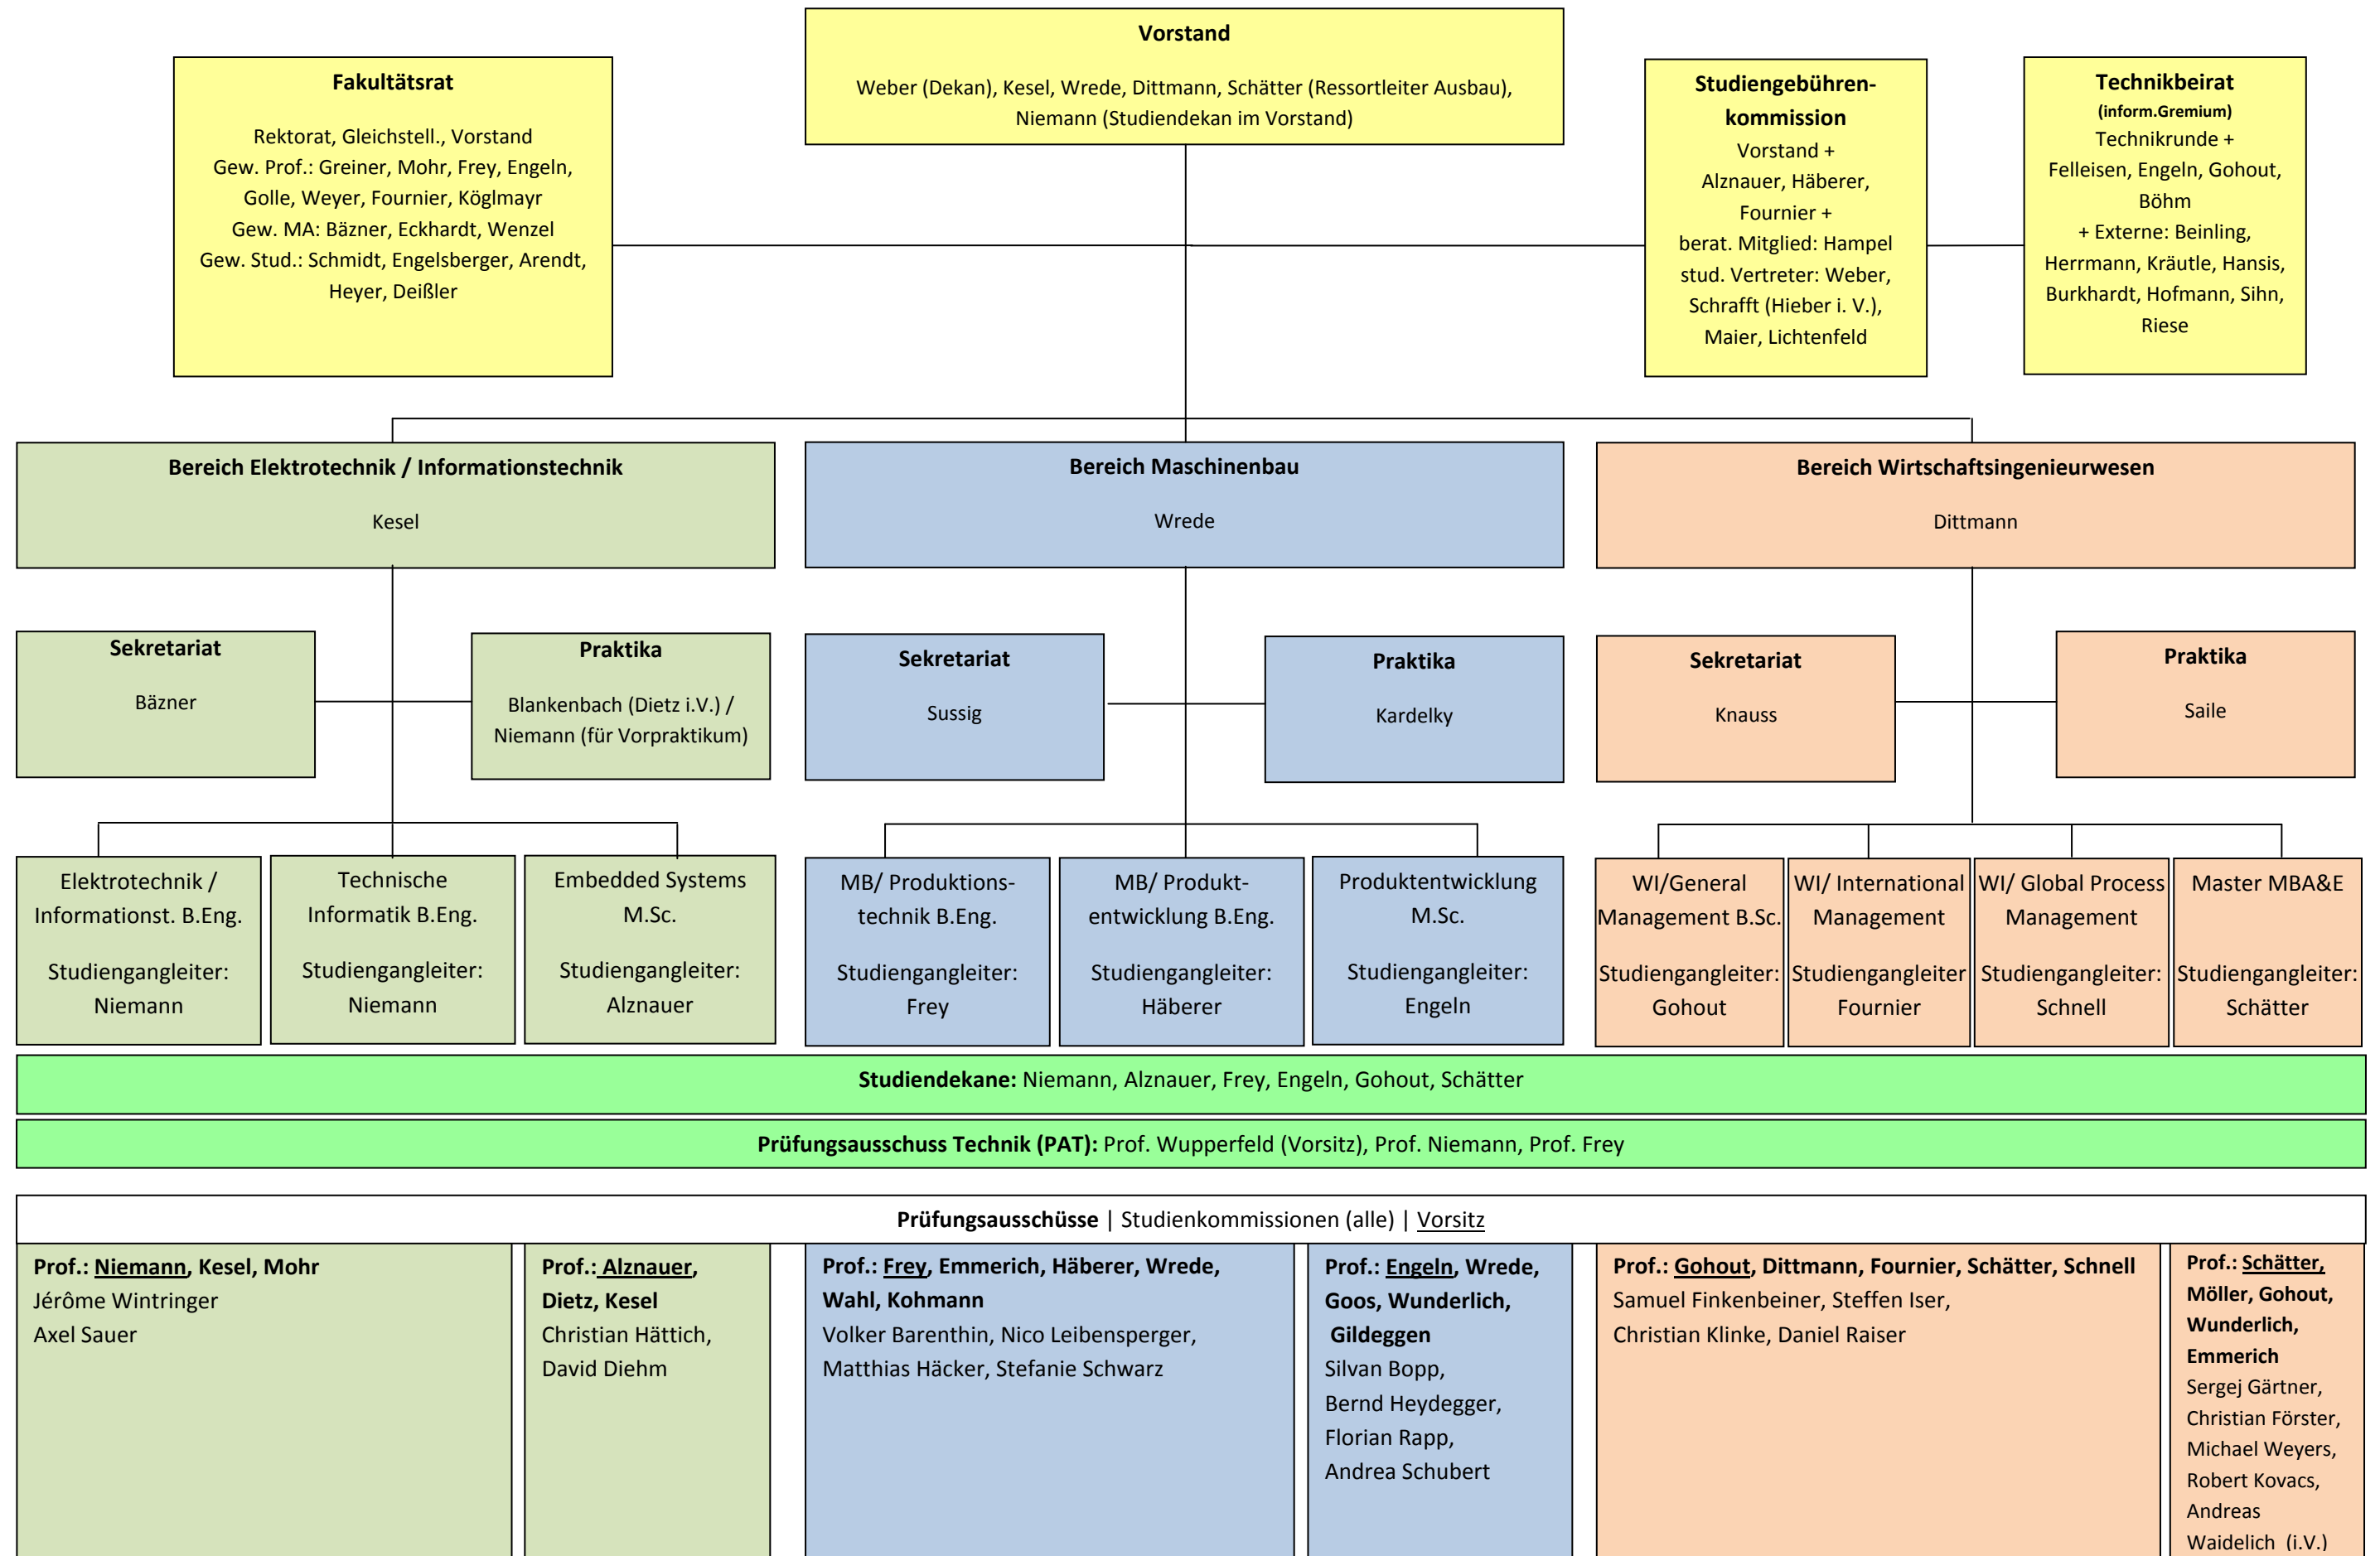 Vorstand
Weber (Dekan), Kesel, Wrede, Dittmann, Schätter (Ressortleiter Ausbau),
Niemann (Studiendekan im Vorstand)
Fakultätsrat
Rektorat, Gleichstell., Vorstand
Gew. Prof.: Greiner, Mohr, Frey, Engeln,
Golle, Weyer, Fournier, Köglmayr
Gew. MA: Bäzner, Eckhardt, Wenzel
Gew. Stud.: Schmidt, Engelsberger, Arendt,
Heyer, Deißler
Studiengebühren-
kommission
Vorstand +
Alznauer, Häberer,
Fournier +
berat. Mitglied: Hampel
stud. Vertreter: Weber,
Schrafft (Hieber i. V.),
Maier, Lichtenfeld
Technikbeirat
(inform.Gremium)
Technikrunde +
Felleisen, Engeln, Gohout,
Böhm
+ Externe: Beinling,
Herrmann, Kräutle, Hansis,
Burkhardt, Hofmann, Sihn,
Riese
Bereich Elektrotechnik / Informationstechnik
Kesel
Bereich Maschinenbau
Wrede
Bereich Wirtschaftsingenieurwesen
Dittmann
Sekretariat
Bäzner
Praktika
Blankenbach (Dietz i.V.) /
Niemann (für Vorpraktikum)
Sekretariat
Sussig
Praktika
Kardelky
Sekretariat
Knauss
Praktika
Saile
Elektrotechnik /
Informationst. B.Eng.
Studiengangleiter:
Niemann
Technische
Informatik B.Eng.
Studiengangleiter:
Niemann
Embedded Systems
M.Sc.
Studiengangleiter:
Alznauer
MB/ Produktions-
technik B.Eng.
Studiengangleiter:
Frey
MB/ Produkt-
entwicklung B.Eng.
Studiengangleiter:
Häberer
Produktentwicklung
M.Sc.
Studiengangleiter:
Engeln
WI/General
Management B.Sc.
Studiengangleiter:
Gohout
WI/ International
Management
Studiengangleiter
Fournier
WI/ Global Process
Management
Studiengangleiter:
Schnell
Master MBA&E
Studiengangleiter:
Schätter
Studiendekane: Niemann, Alznauer, Frey, Engeln, Gohout, Schätter
Prüfungsausschuss Technik (PAT): Prof. Wupperfeld (Vorsitz), Prof. Niemann, Prof. Frey
Prüfungsausschüsse | Studienkommissionen (alle) | Vorsitz
Prof.: Niemann, Kesel, Mohr
Jérôme Wintringer
Axel Sauer
Prof.: Alznauer,
Dietz, Kesel
Christian Hättich,
David Diehm
Prof.: Frey, Emmerich, Häberer, Wrede,
Wahl, Kohmann
Volker Barenthin, Nico Leibensperger,
Matthias Häcker, Stefanie Schwarz
Prof.: Engeln, Wrede,
Goos, Wunderlich,
Gildeggen
Silvan Bopp,
Bernd Heydegger,
Florian Rapp,
Andrea Schubert
Prof.: Gohout, Dittmann, Fournier, Schätter, Schnell
Samuel Finkenbeiner, Steffen Iser,
Christian Klinke, Daniel Raiser
Prof.: Schätter,
Möller, Gohout,
Wunderlich,
Emmerich
Sergej Gärtner,
Christian Förster,
Michael Weyers,
Robert Kovacs,
Andreas
Waidelich (i.V.)